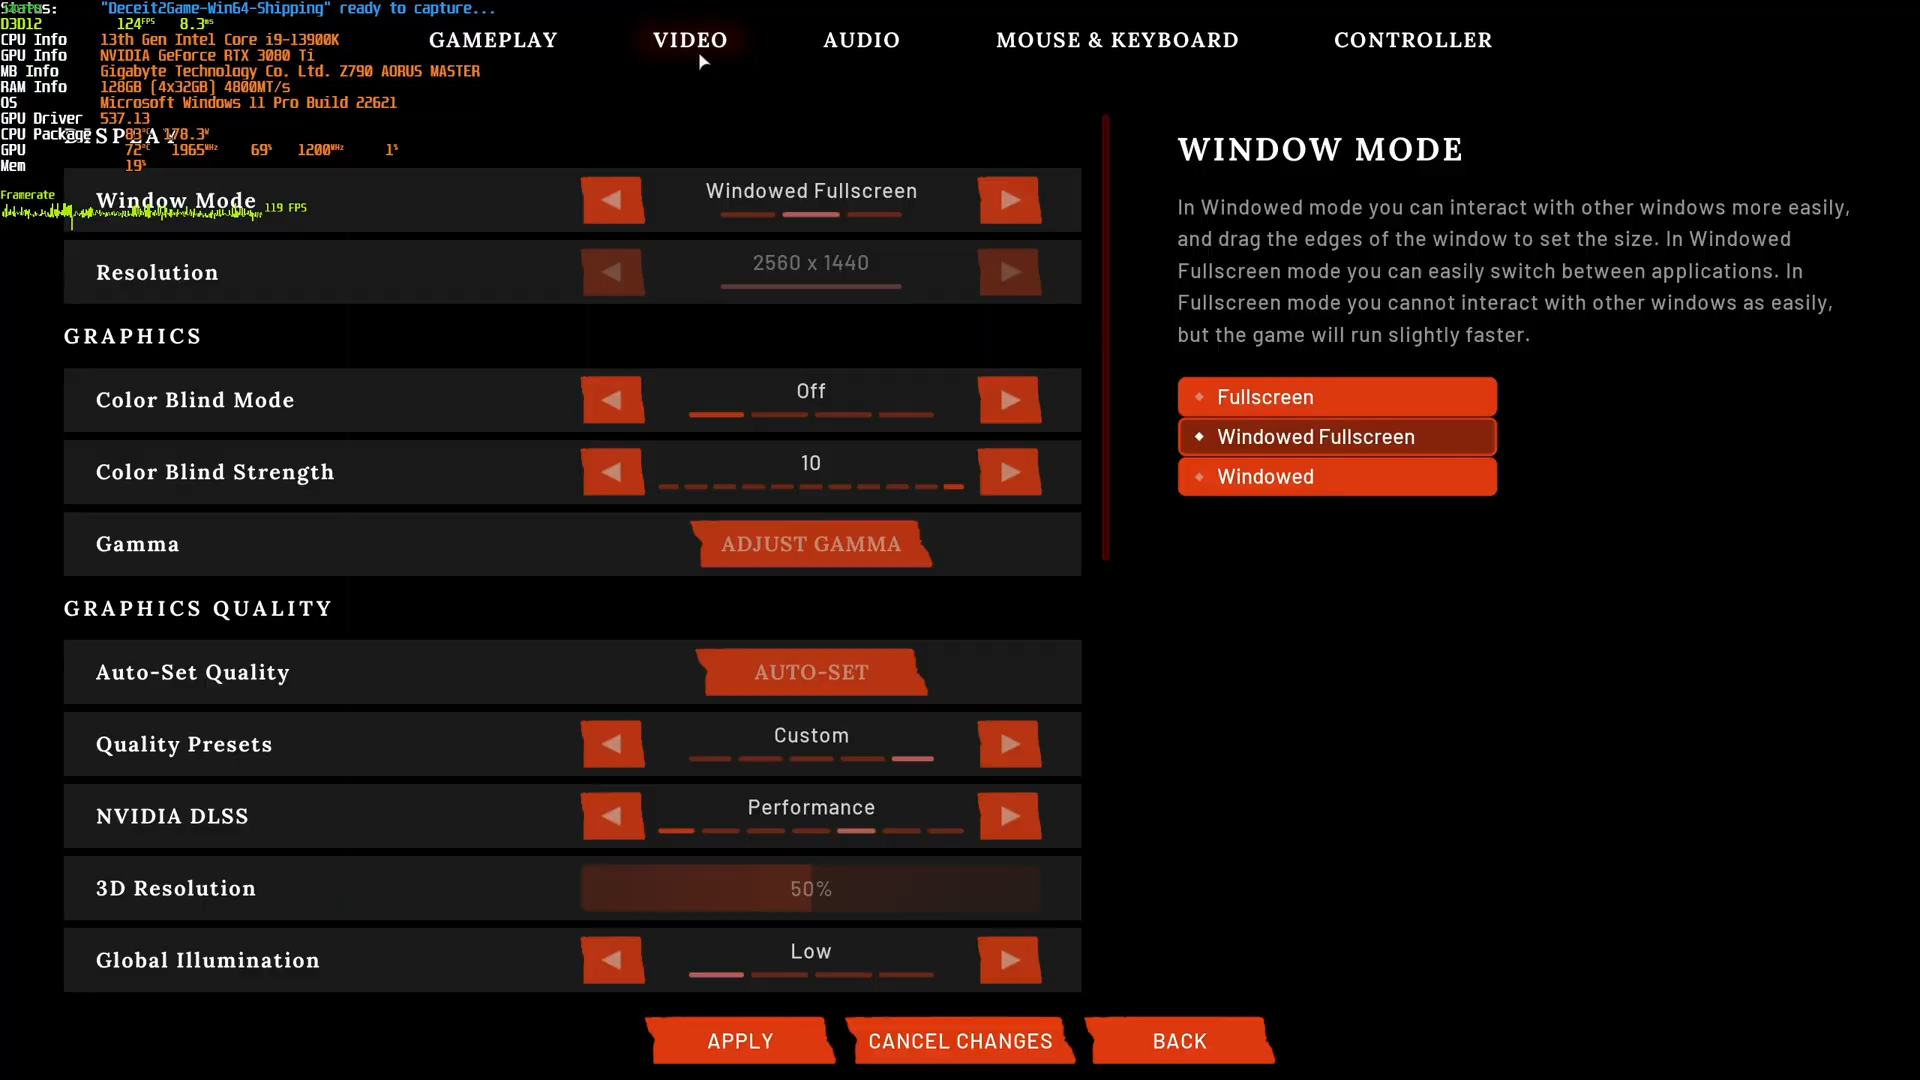 Status: "Deceit2Game-Win64-Shipping" ready to capture...
D3D12 124FPS 8.3ms
CPU Info 13th Gen Intel Core i9-13900K
GPU Info NVIDIA GeForce RTX 3080 Ti
MB Info Gigabyte Technology Co. Ltd. Z790 AORUS MASTER
RAM Info 128GB [4x32GB] 4800MT/s
OS Microsoft Windows 11 Pro Build 22621
GPU Driver 537.13
CPU Package 83°C 178.3W
GPU 72°C 1965MHz 69% 1200MHz 1%
Mem 19%
Framerate 119 FPS
GAMEPLAY
VIDEO
AUDIO
MOUSE & KEYBOARD
CONTROLLER
DISPLAY
Window Mode
Windowed Fullscreen
Resolution
2560 x 1440
GRAPHICS
Color Blind Mode
Off
Color Blind Strength
10
Gamma
ADJUST GAMMA
GRAPHICS QUALITY
Auto-Set Quality
AUTO-SET
Quality Presets
Custom
NVIDIA DLSS
Performance
3D Resolution
50%
Global Illumination
Low
WINDOW MODE
In Windowed mode you can interact with other windows more easily,
and drag the edges of the window to set the size. In Windowed
Fullscreen mode you can easily switch between applications. In
Fullscreen mode you cannot interact with other windows as easily,
but the game will run slightly faster.
Fullscreen
Windowed Fullscreen
Windowed
APPLY
CANCEL CHANGES
BACK